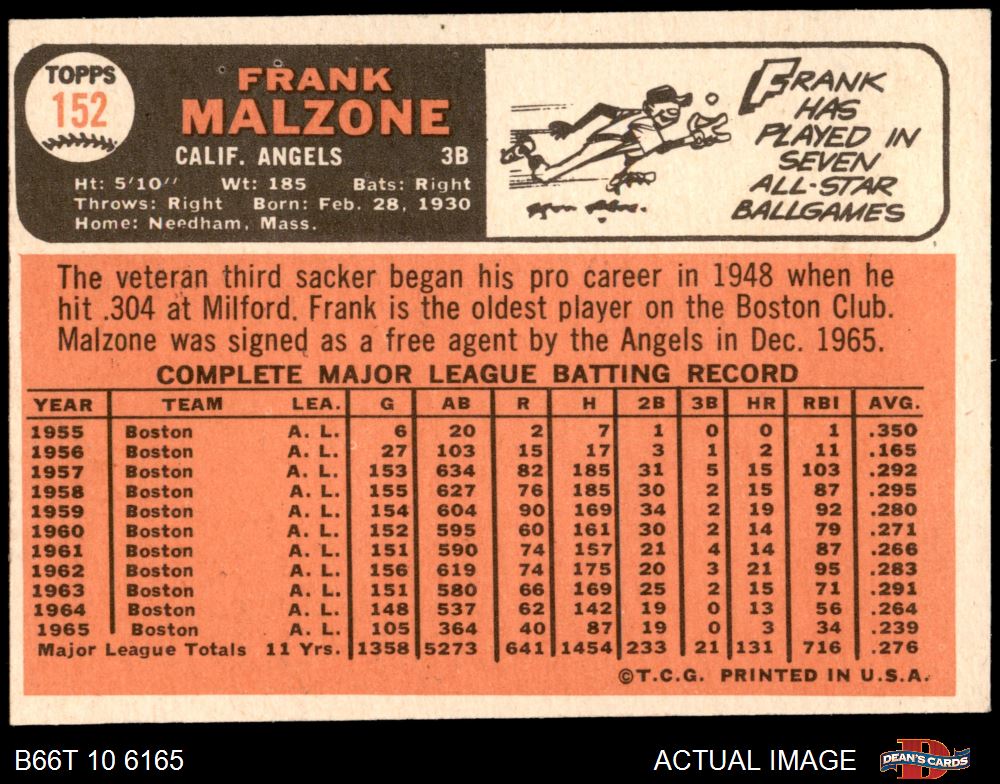 TOPPS
152
FRANK
MALZONE
CALIF. ANGELS 3B
Ht: 5'10" Wt: 185 Bats: Right
Throws: Right Born: Feb. 28, 1930
Home: Needham, Mass.
FRANK
HAS
PLAYED IN
SEVEN
ALL-STAR
BALLGAMES
The veteran third sacker began his pro career in 1948 when he
hit .304 at Milford. Frank is the oldest player on the Boston Club.
Malzone was signed as a free agent by the Angels in Dec. 1965.
COMPLETE MAJOR LEAGUE BATTING RECORD
YEAR TEAM LEA. G AB R H 2B 3B HR RBI AVG.
1955 Boston A. L. 6 20 2 7 1 0 0 1 .350
1956 Boston A. L. 27 103 15 17 3 1 2 11 .165
1957 Boston A. L. 153 634 82 185 31 5 15 103 .292
1958 Boston A. L. 155 627 76 185 30 2 15 87 .295
1959 Boston A. L. 154 604 90 169 34 2 19 92 .280
1960 Boston A. L. 152 595 60 161 30 2 14 79 .271
1961 Boston A. L. 151 590 74 157 21 4 14 87 .266
1962 Boston A. L. 156 619 74 175 20 3 21 95 .283
1963 Boston A. L. 151 580 66 169 25 2 15 71 .291
1964 Boston A. L. 148 537 62 142 19 0 13 56 .264
1965 Boston A. L. 105 364 40 87 19 0 3 34 .239
Major League Totals 11 Yrs. 1358 5273 641 1454 233 21 131 716 .276
©T.C.G. PRINTED IN U.S.A.
B66T 10 6165 ACTUAL IMAGE
DEAN'S CARDS